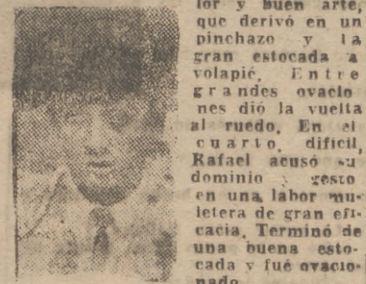 lor y buen arte,
que derivó en un
pinchazo y la
gran estocada a
volapié. Entre
grandes ovacio
nes dió la vuelta
al ruedo. En el
cuarto, difícil,
Rafael acusó su
dominio y gesto
en una labor mu-
letera de gran efi-
cacia. Terminó de
una buena esto-
cada y fué ovacio-
nado